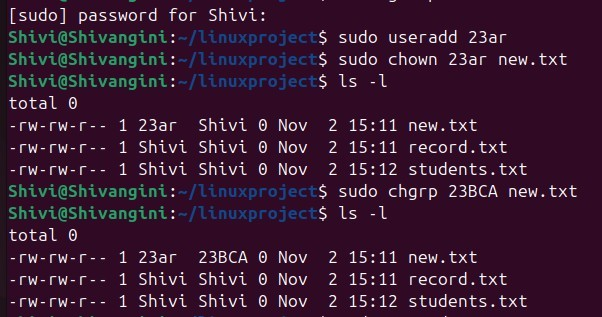 [sudo] password for Shivi:
Shivi@Shivangini:~/linuxproject$ sudo useradd 23ar
Shivi@Shivangini:~/linuxproject$ sudo chown 23ar new.txt
Shivi@Shivangini:~/linuxproject$ ls -l
total 0
-rw-rw-r-- 1 23ar  Shivi 0 Nov  2 15:11 new.txt
-rw-rw-r-- 1 Shivi Shivi 0 Nov  2 15:11 record.txt
-rw-rw-r-- 1 Shivi Shivi 0 Nov  2 15:12 students.txt
Shivi@Shivangini:~/linuxproject$ sudo chgrp 23BCA new.txt
Shivi@Shivangini:~/linuxproject$ ls -l
total 0
-rw-rw-r-- 1 23ar  23BCA 0 Nov  2 15:11 new.txt
-rw-rw-r-- 1 Shivi Shivi 0 Nov  2 15:11 record.txt
-rw-rw-r-- 1 Shivi Shivi 0 Nov  2 15:12 students.txt